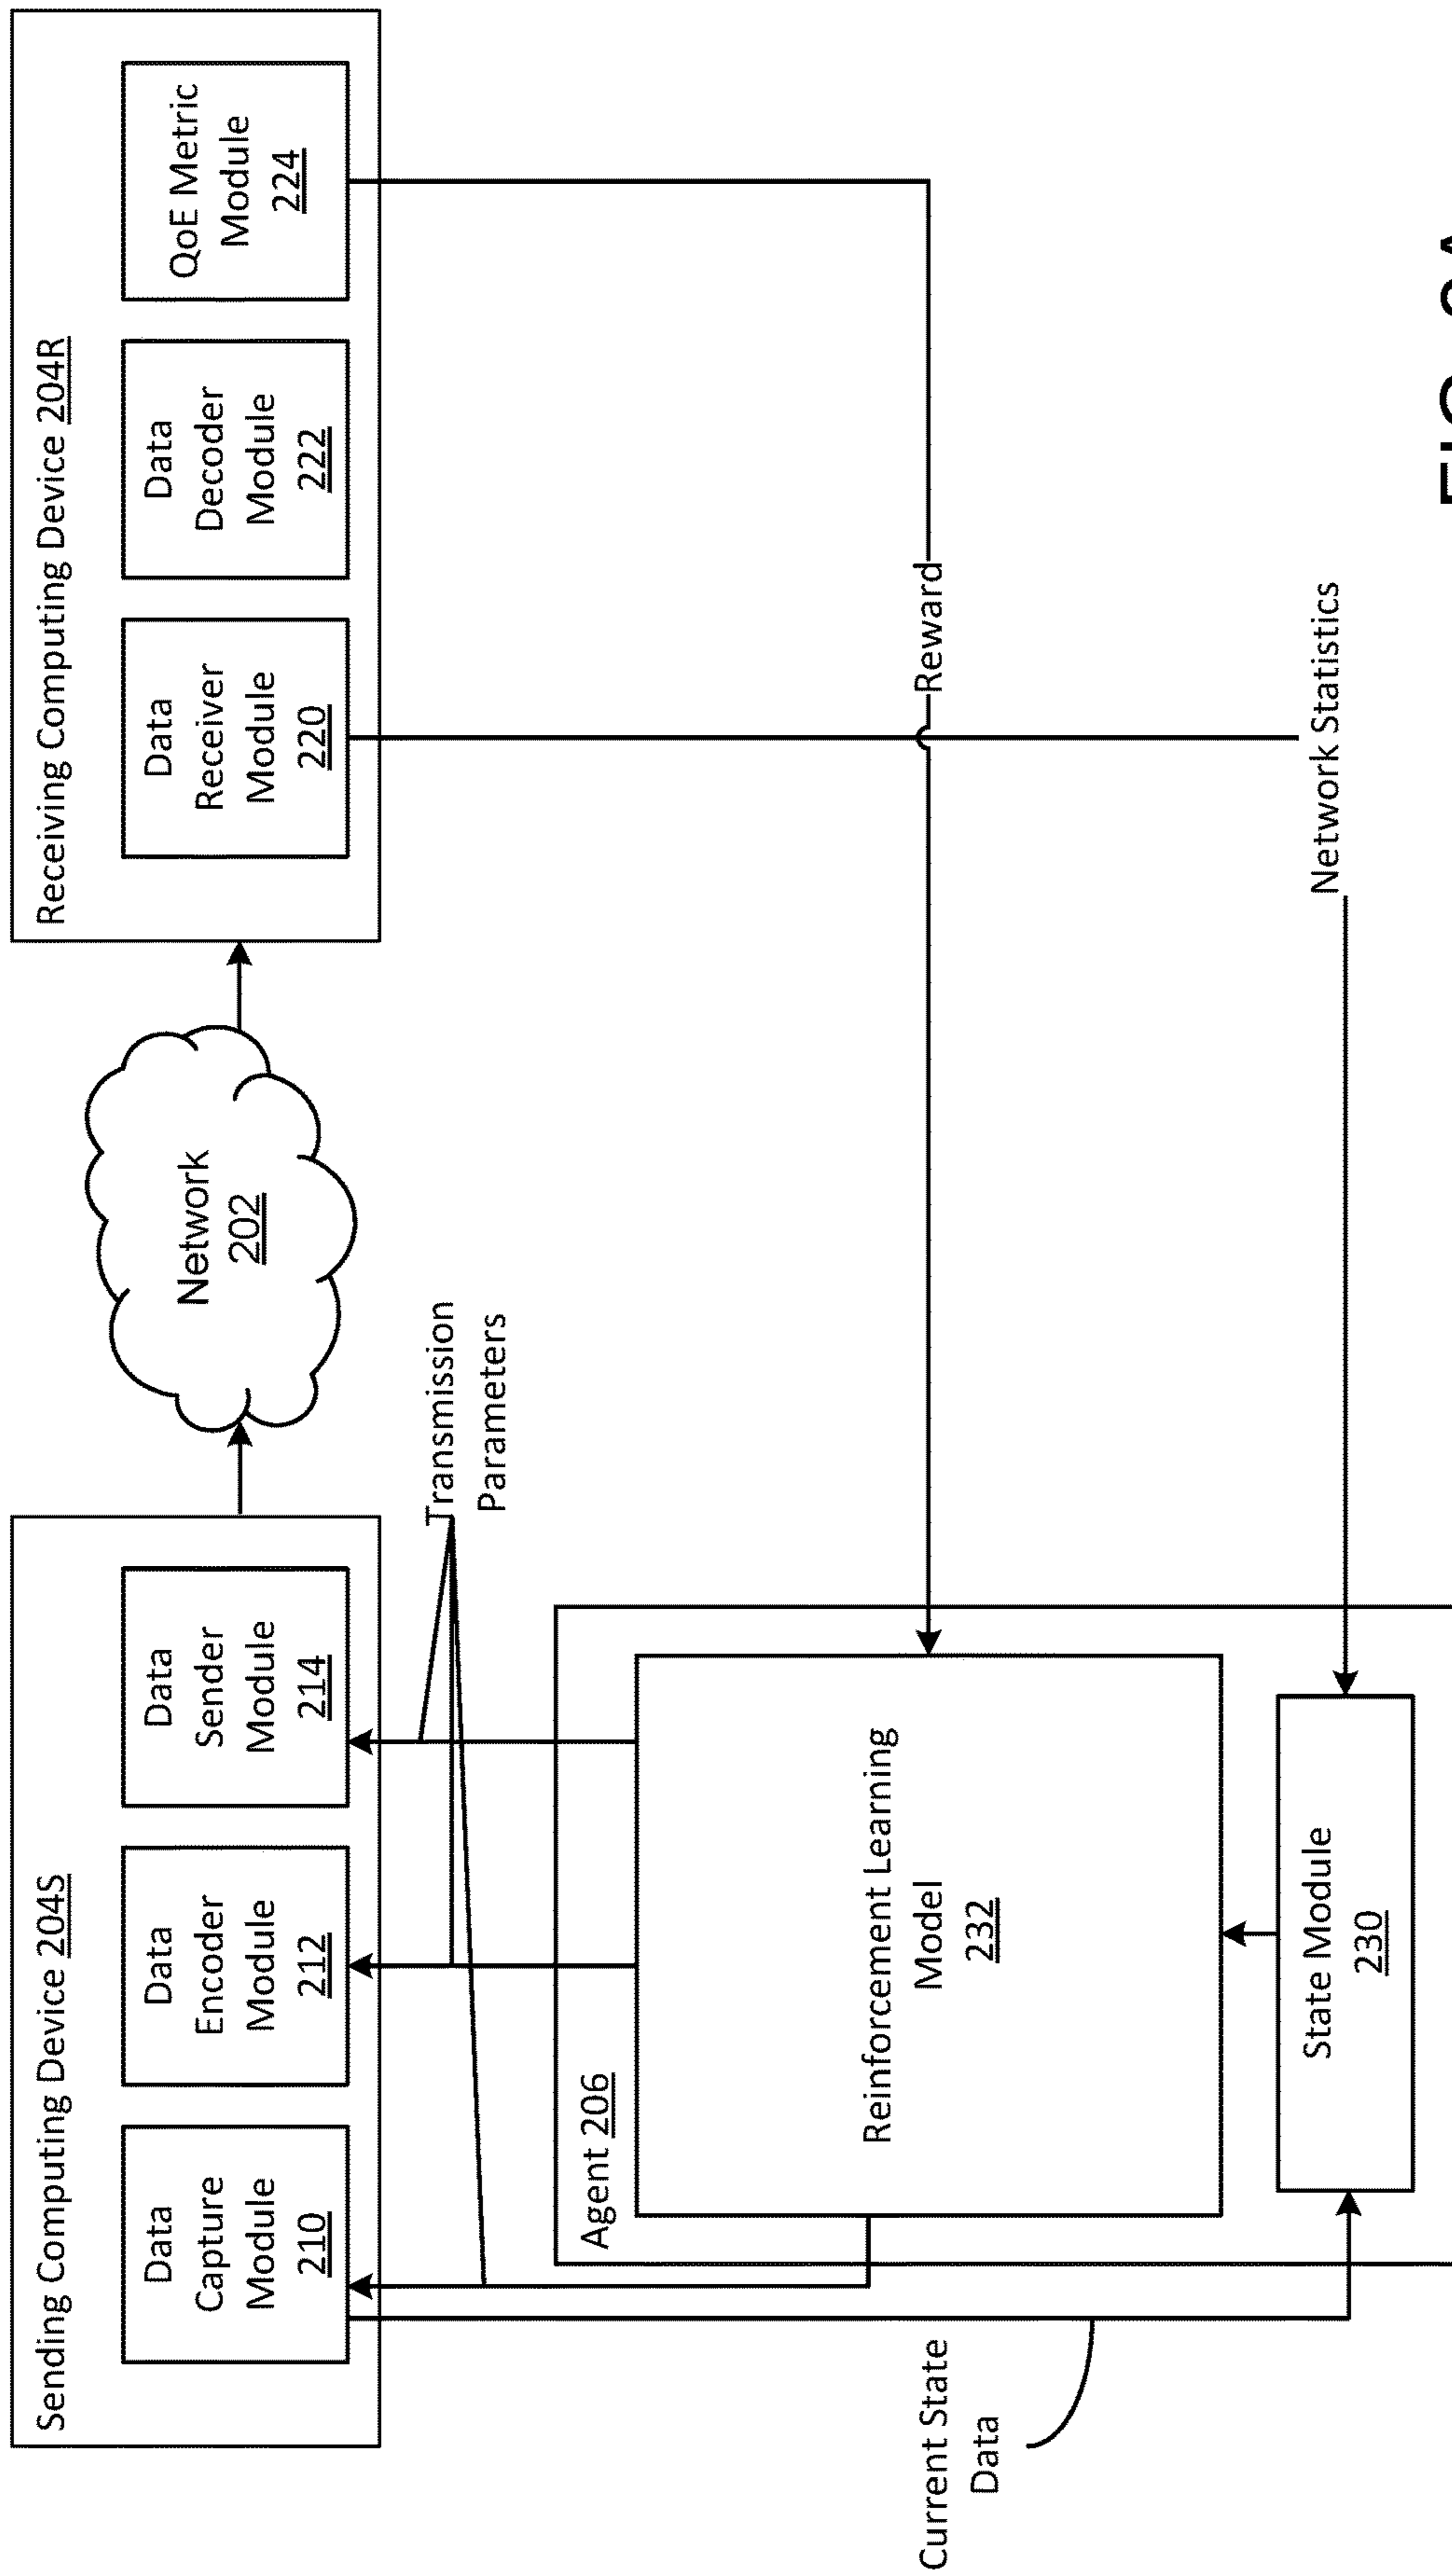 Sending Computing Device 204S
Data
Capture
Module
210
Data
Encoder
Module
212
Data
Sender
Module
214
Network
202
Receiving Computing Device 204R
Data
Receiver
Module
220
Data
Decoder
Module
222
QoE Metric
Module
224
Transmission
Parameters
Agent 206
Reinforcement Learning
Model
232
Reward
Current State
Data
State Module
230
Network Statistics